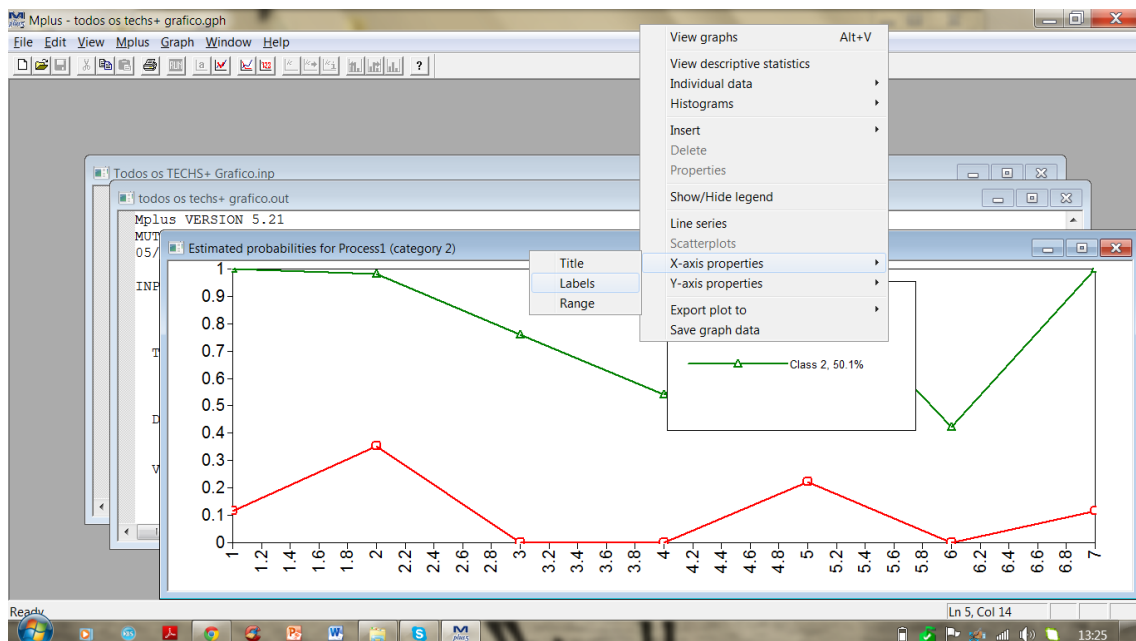 Mplus - todos os techs+ grafico.gph
File Edit View Mplus Graph Window Help
View graphs Alt+V
View descriptive statistics
Individual data
Histograms
Insert
Delete
Properties
Show/Hide legend
Line series
Scatterplots
X-axis properties
Y-axis properties
Export plot to
Save graph data
Title
Labels
Range
Todos os TECHS+ Grafico.inp
todos os techs+ grafico.out
Mplus VERSION 5.21
MUT
05/
INP
T
D
V
Estimated probabilities for Process1 (category 2)
1
0.9
0.8
0.7
0.6
0.5
0.4
0.3
0.2
0.1
0
Class 2, 50.1%
1 1.2 1.4 1.6 1.8 2 2.2 2.4 2.6 2.8 3 3.2 3.4 3.6 3.8 4 4.2 4.4 4.6 4.8 5 5.2 5.4 5.6 5.8 6 6.2 6.4 6.6 6.8 7
Ready
Ln 5, Col 14
13:25